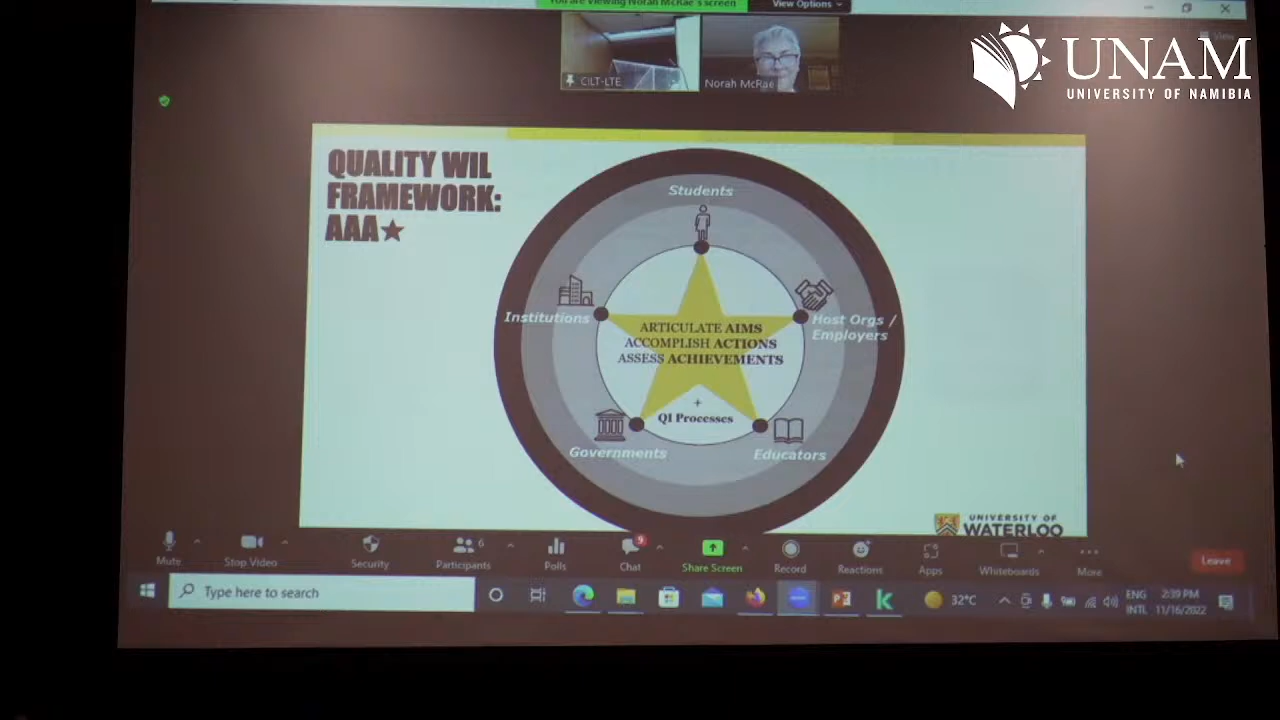 You are viewing Norah McRae's screen
View Options
View
UNAM
UNIVERSITY OF NAMIBIA
CILT-LTE
Norah McRae
QUALITY WIL
FRAMEWORK:
AAA★
Students
Institutions
Host Orgs /
Employers
ARTICULATE AIMS
ACCOMPLISH ACTIONS
ASSESS ACHIEVEMENTS
+
QI Processes
Governments
Educators
UNIVERSITY OF
WATERLOO
Mute
Stop Video
Security
Participants
6
Polls
Chat
9
Share Screen
Record
Reactions
Apps
Whiteboards
More
Leave
Type here to search
32°C
ENG
INTL
2:39 PM
11/16/2022